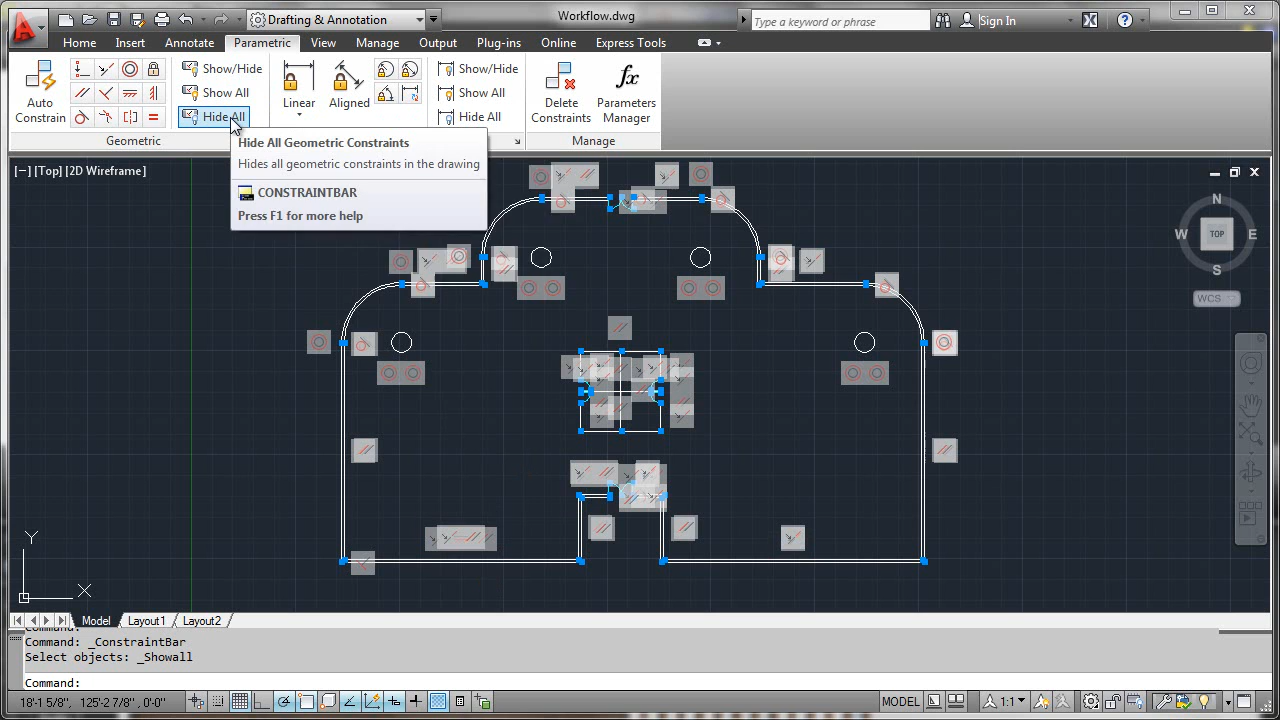 Drafting & Annotation
Workflow.dwg
Type a keyword or phrase
Sign In
Home Insert Annotate Parametric View Manage Output Plug-ins Online Express Tools
Auto Constrain
Show/Hide
Show All
Hide All
Geometric
Linear
Aligned
Show/Hide
Show All
Hide All
Delete Constraints
fx
Parameters Manager
Manage
Hide All Geometric Constraints
Hides all geometric constraints in the drawing
CONSTRAINTBAR
Press F1 for more help
[−] [Top] [2D Wireframe]
N
W TOP E
S
WCS
Y
X
Model Layout1 Layout2
Command:
Command: _ConstraintBar
Select objects: _Showall
Command:
18'-1 5/8", 125'-2 7/8", 0'-0" MODEL 1:1